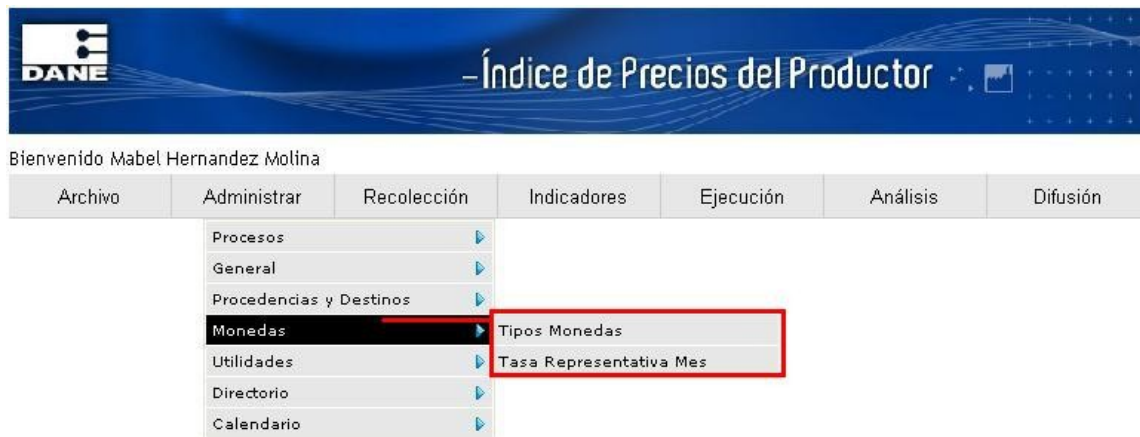 DANE
–Índice de Precios del Productor
Bienvenido Mabel Hernandez Molina
Archivo Administrar Recolección Indicadores Ejecución Análisis Difusión
Procesos
General
Procedencias y Destinos
Monedas Tipos Monedas
Utilidades Tasa Representativa Mes
Directorio
Calendario